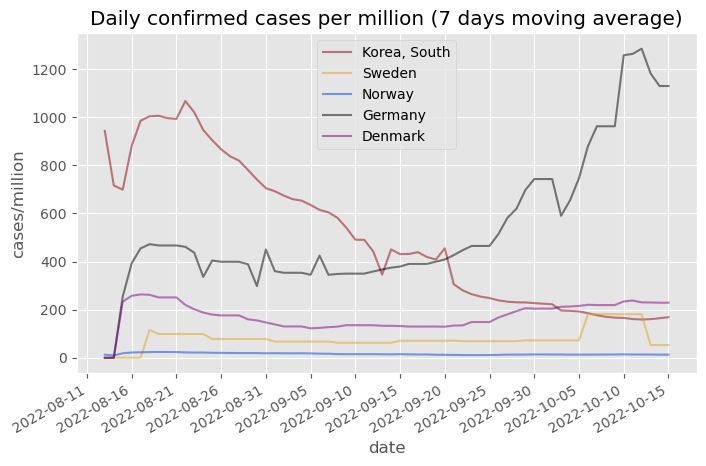 Daily confirmed cases per million (7 days moving average)
Korea, South
Sweden
Norway
Germany
Denmark
cases/million
1200
1000
800
600
400
200
0
2022-08-11
2022-08-16
2022-08-21
2022-08-26
2022-08-31
2022-09-05
2022-09-10
2022-09-15
2022-09-20
2022-09-25
2022-09-30
2022-10-05
2022-10-10
2022-10-15
date